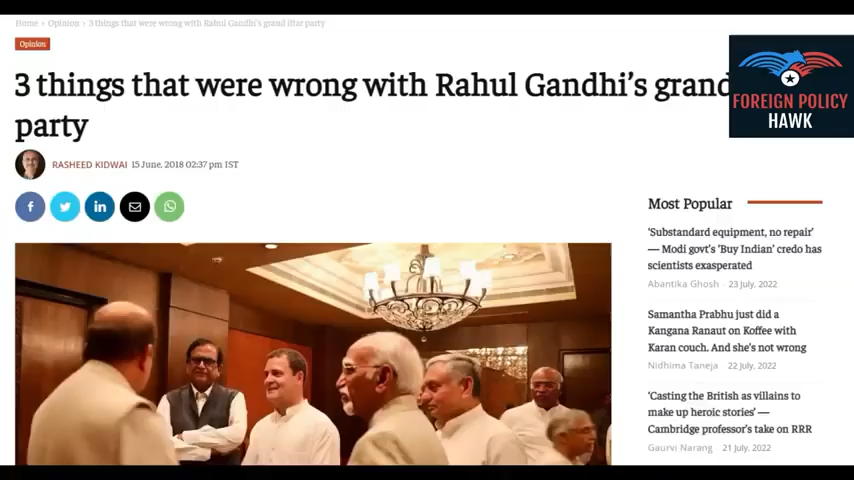 Home › Opinion › 3 things that were wrong with Rahul Gandhi's grand iftar party
Opinion
3 things that were wrong with Rahul Gandhi's grand
party
RASHEED KIDWAI 15 June, 2018 02:37 pm IST
FOREIGN POLICY
HAWK
Most Popular
'Substandard equipment, no repair'
— Modi govt's 'Buy Indian' credo has
scientists exasperated
Abantika Ghosh - 23 July, 2022
Samantha Prabhu just did a
Kangana Ranaut on Koffee with
Karan couch. And she's not wrong
Nidhima Taneja 22 July, 2022
'Casting the British as villains to
make up heroic stories' —
Cambridge professor's take on RRR
Gaurvi Narang 21 July, 2022